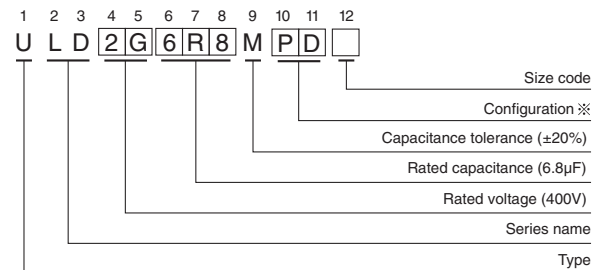 1 2 3 4 5 6 7 8 9 10 11 12
U L D 2 G 6 R 8 M P D
Size code
Configuration ※
Capacitance tolerance (±20%)
Rated capacitance (6.8µF)
Rated voltage (400V)
Series name
Type